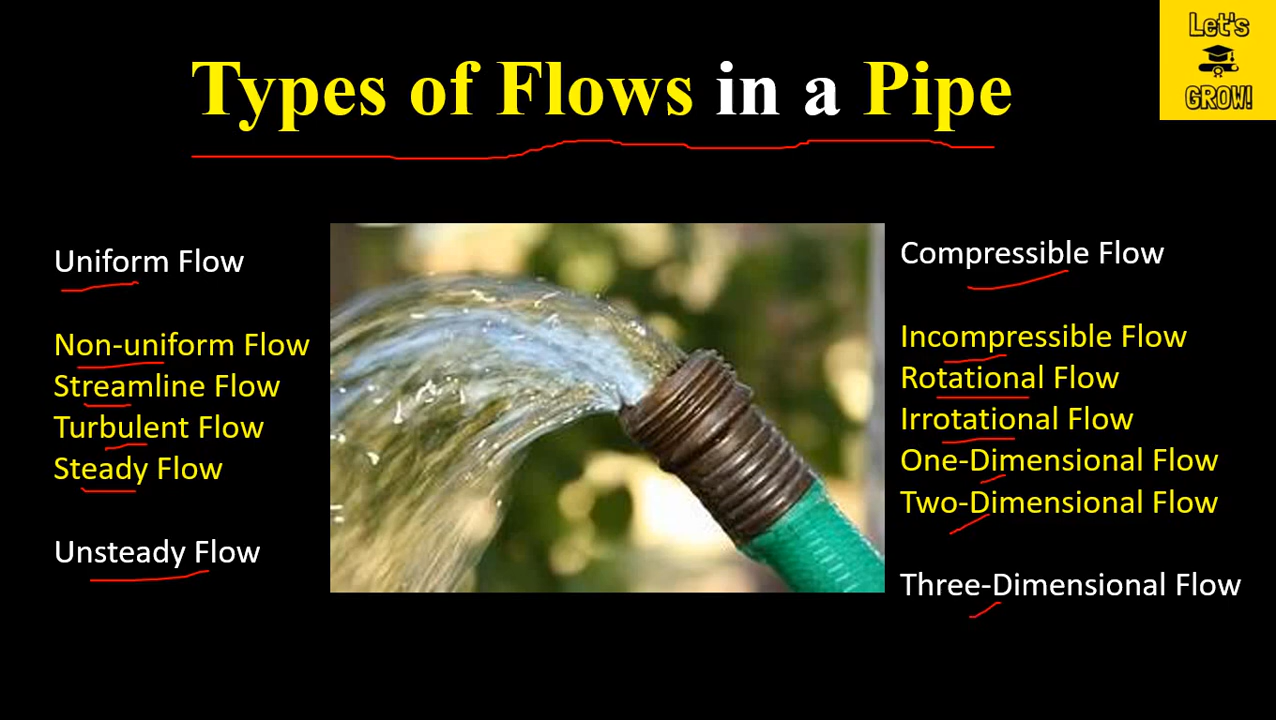 Types of Flows in a Pipe
Let's
GROW!
Uniform Flow
Non-uniform Flow
Streamline Flow
Turbulent Flow
Steady Flow
Unsteady Flow
Compressible Flow
Incompressible Flow
Rotational Flow
Irrotational Flow
One-Dimensional Flow
Two-Dimensional Flow
Three-Dimensional Flow